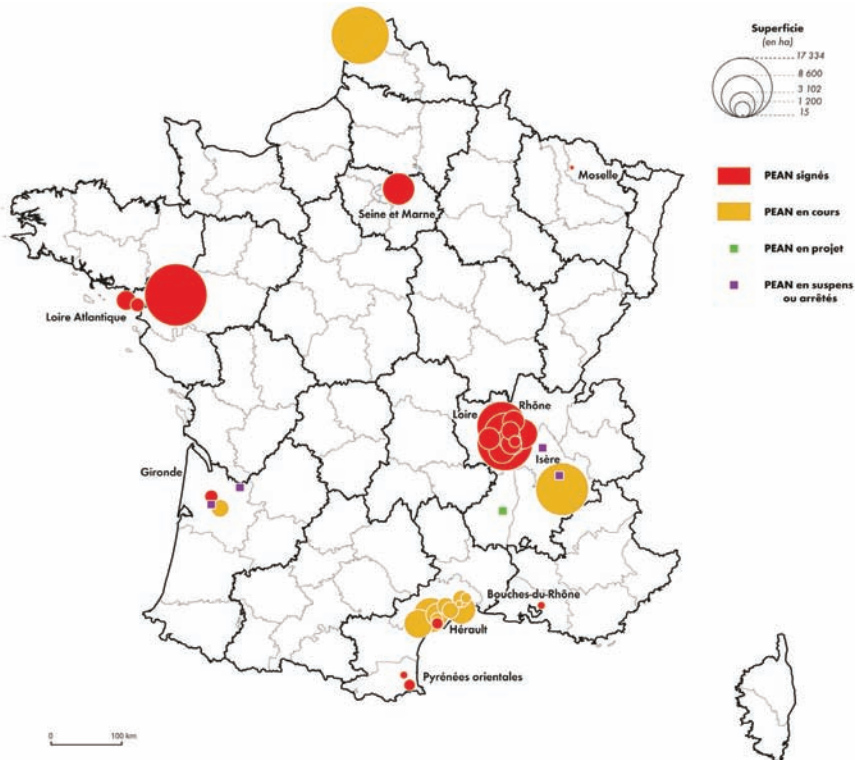 Superficie
(en ha)
17 334
8 600
3 102
1 200
15
Moselle
PEAN signés
Seine et Marne
PEAN en cours
PEAN en projet
PEAN en suspens
ou arrêtés
Loire Atlantique
Loire
Rhône
Isère
Gironde
Bouches-du-Rhône
Hérault
Pyrénées orientales
0
100 km